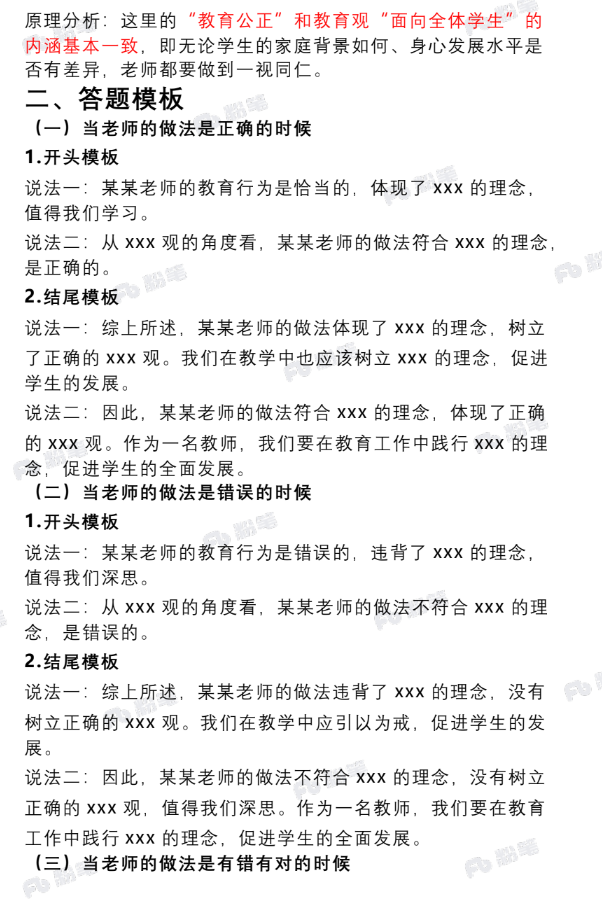 原理分析：这里的“教育公正”和教育观“面向全体学生”的
内涵基本一致，即无论学生的家庭背景如何、身心发展水平是
否有差异，老师都要做到一视同仁。
二、答题模板
（一）当老师的做法是正确的时候
1.开头模板
说法一：某某老师的教育行为是恰当的，体现了 xxx 的理念，
值得我们学习。
说法二：从 xxx 观的角度看，某某老师的做法符合 xxx 的理念，
是正确的。
2.结尾模板
说法一：综上所述，某某老师的做法体现了 xxx 的理念，树立
了正确的 xxx 观。我们在教学中也应该树立 xxx 的理念，促进
学生的发展。
说法二：因此，某某老师的做法符合 xxx 的理念，体现了正确
的 xxx 观。作为一名教师，我们要在教育工作中践行 xxx 的理
念，促进学生的全面发展。
（二）当老师的做法是错误的时候
1.开头模板
说法一：某某老师的教育行为是错误的，违背了 xxx 的理念，
值得我们深思。
说法二：从 xxx 观的角度看，某某老师的做法不符合 xxx 的理
念，是错误的。
2.结尾模板
说法一：综上所述，某某老师的做法违背了 xxx 的理念，没有
树立正确的 xxx 观。我们在教学中应引以为戒，促进学生的发
展。
说法二：因此，某某老师的做法不符合 xxx 的理念，没有树立
正确的 xxx 观，值得我们深思。作为一名教师，我们要在教育
工作中践行 xxx 的理念，促进学生的全面发展。
（三）当老师的做法是有错有对的时候